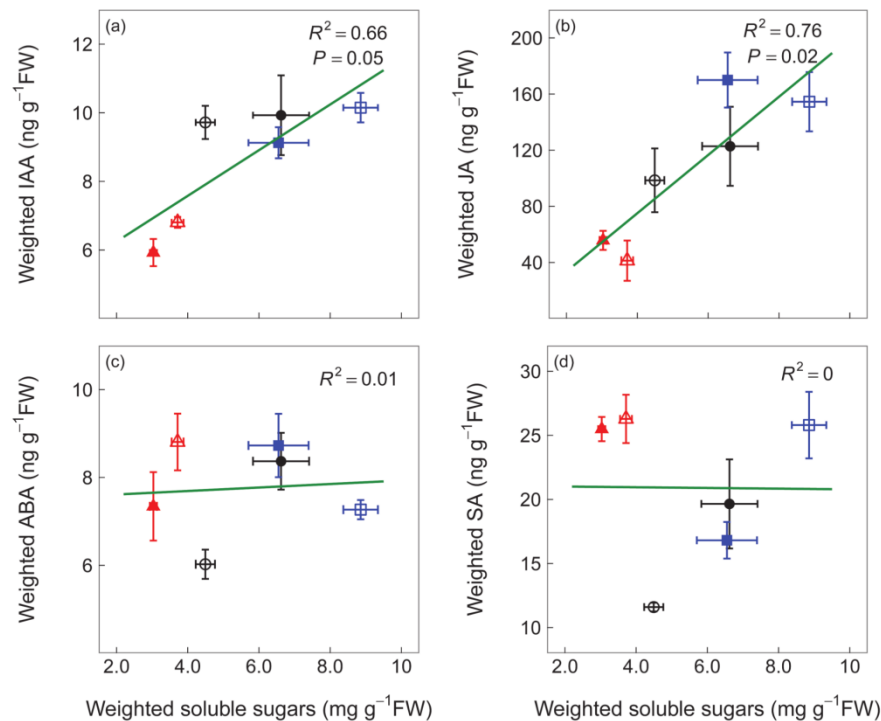 (a)
R² = 0.66
P = 0.05
12
10
8
6
Weighted IAA (ng g⁻¹FW)
(b)
R² = 0.76
P = 0.02
200
160
120
80
40
Weighted JA (ng g⁻¹FW)
(c)
R² = 0.01
10
8
6
Weighted ABA (ng g⁻¹FW)
2.0 4.0 6.0 8.0 10
Weighted soluble sugars (mg g⁻¹FW)
(d)
R² = 0
30
25
20
15
10
Weighted SA (ng g⁻¹FW)
2.0 4.0 6.0 8.0 10
Weighted soluble sugars (mg g⁻¹FW)